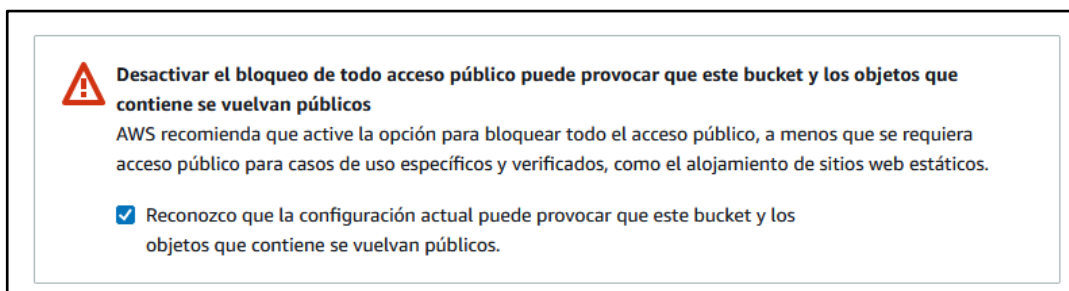 Desactivar el bloqueo de todo acceso público puede provocar que este bucket y los objetos que
contiene se vuelvan públicos
AWS recomienda que active la opción para bloquear todo el acceso público, a menos que se requiera
acceso público para casos de uso específicos y verificados, como el alojamiento de sitios web estáticos.
Reconozco que la configuración actual puede provocar que este bucket y los
objetos que contiene se vuelvan públicos.